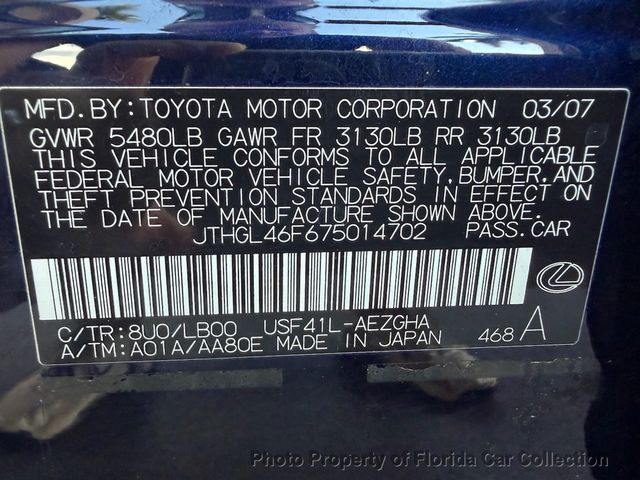 MFD.BY:TOYOTA MOTOR CORPORATION 03/07
GVWR 5480LB GAWR FR 3130LB RR 3130LB
THIS VEHICLE CONFORMS TO ALL APPLICABLE
FEDERAL MOTOR VEHICLE SAFETY,BUMPER,AND
THEFT PREVENTION STANDARDS IN EFFECT ON
THE DATE OF MANUFACTURE SHOWN ABOVE.
JTHGL46F675014702 PASS.CAR
C/TR:8U0/LB00 USF41L-AEZGHA
A/TM:A01A/AA80E MADE IN JAPAN 468 A
Photo Property of Florida Car Collection